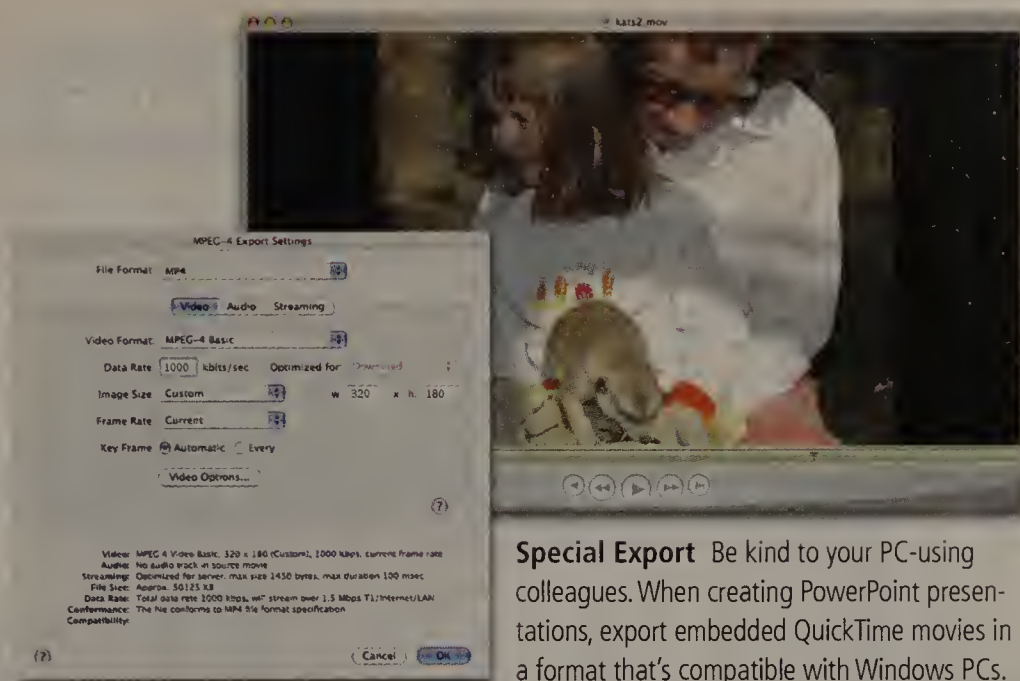 kats2.mov
MPEG-4 Export Settings
File Format MP4
Video Audio Streaming
Video Format MPEG-4 Basic
Data Rate 1000 kbits/sec Optimized for Download
Image Size Custom w 320 x h. 180
Frame Rate Current
Key Frame Automatic Every
Video Options...
(?)
Video: MPEG-4 Video Basic, 320 x 180 (Custom), 1000 kbps, current frame rate
Audio: No audio track in source movie
Streaming: Optimized for server, max size 1450 bytes, max duration 100 msec
File Size: Approx. 50125 KB
Data Rate: Total data rate 1000 kbps, will stream over 1.5 Mbps T1/Internet/LAN
Conformance: The file conforms to MP4 file format specification
Compatibility:
(?) Cancel OK
Special Export Be kind to your PC-using
colleagues. When creating PowerPoint presen-
tations, export embedded QuickTime movies in
a format that's compatible with Windows PCs.